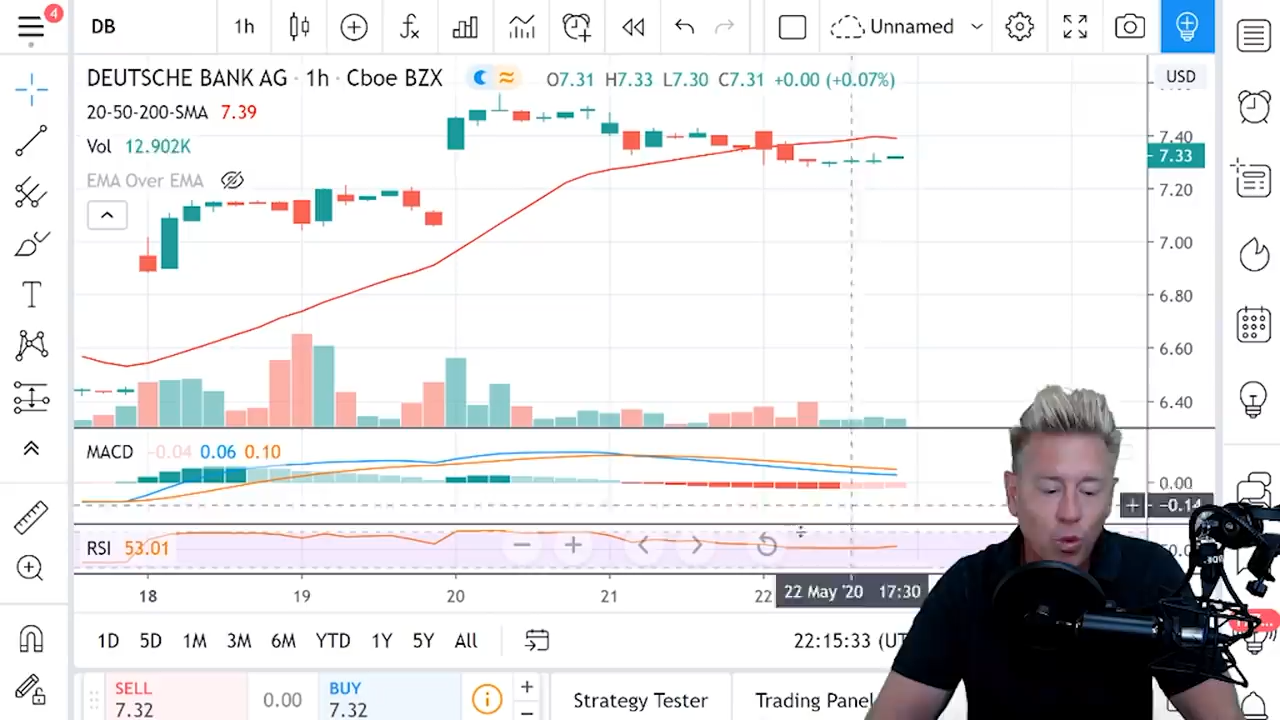 4
DB
1h
Unnamed
DEUTSCHE BANK AG · 1h · Cboe BZX
O7.31 H7.33 L7.30 C7.31 +0.00 (+0.07%)
USD
20-50-200-SMA 7.39
Vol 12.902K
EMA Over EMA
7.40
7.33
7.20
7.00
6.80
6.60
6.40
MACD -0.04 0.06 0.10
0.00
−0.14
RSI 53.01
18 19 20 21 22
22 May '20 17:30
1D 5D 1M 3M 6M YTD 1Y 5Y All
22:15:33 (UT
SELL
7.32
0.00
BUY
7.32
Strategy Tester
Trading Panel